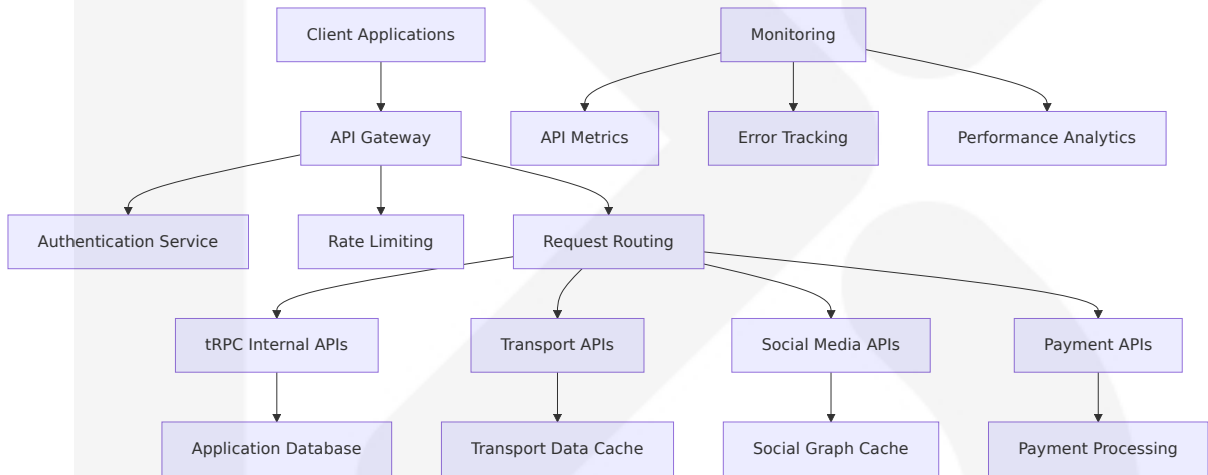 Client Applications
Monitoring
API Gateway
API Metrics
Error Tracking
Performance Analytics
Authentication Service
Rate Limiting
Request Routing
tRPC Internal APIs
Transport APIs
Social Media APIs
Payment APIs
Application Database
Transport Data Cache
Social Graph Cache
Payment Processing